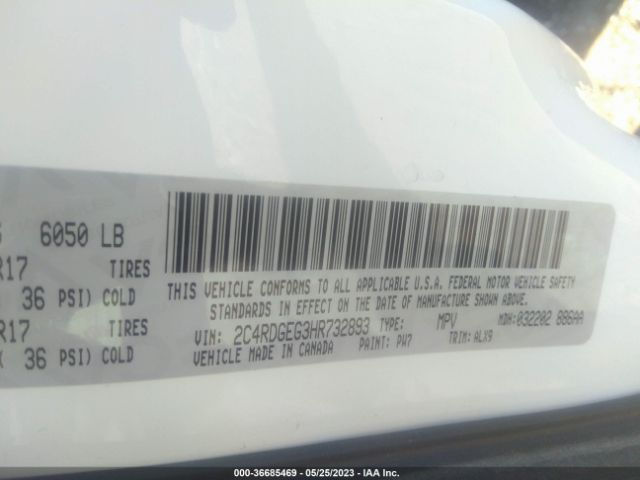 6050 LB
R17 TIRES
36 PSI) COLD
R17 TIRES
( 36 PSI) COLD
THIS VEHICLE CONFORMS TO ALL APPLICABLE U.S.A. FEDERAL MOTOR VEHICLE SAFETY
STANDARDS IN EFFECT ON THE DATE OF MANUFACTURE SHOWN ABOVE.
VIN: 2C4RDGEG3HR732893 TYPE: MPV MDH:032202 886AA
VEHICLE MADE IN CANADA PAINT: PW7 TRIM:ALX9
000-36685469 - 05/25/2023 - IAA Inc.